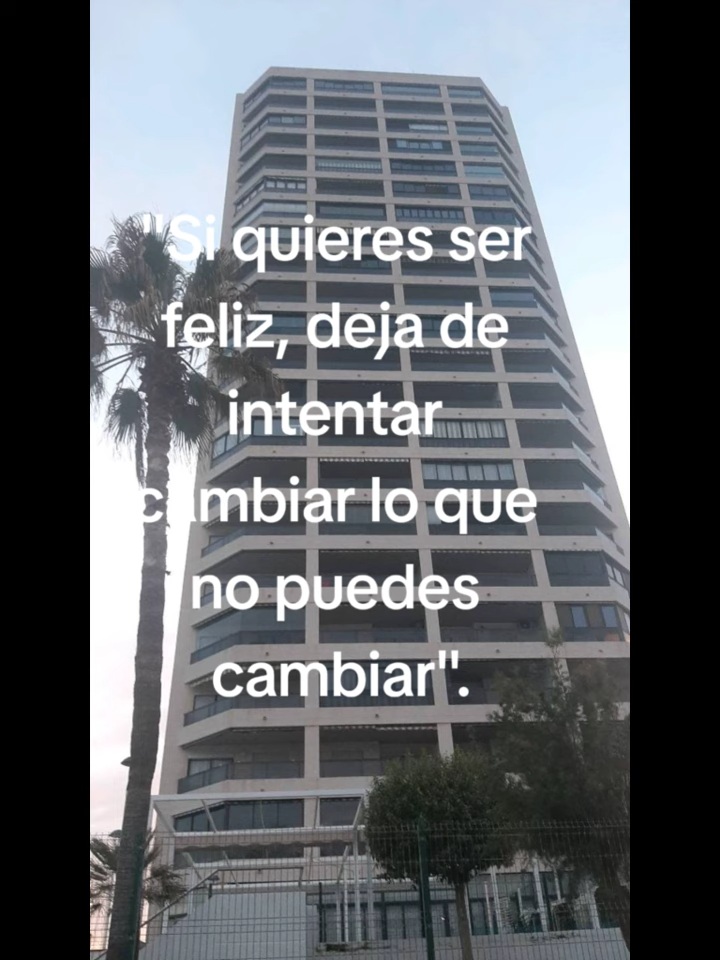 "Si quieres ser
feliz, deja de
intentar
cambiar lo que
no puedes
cambiar".